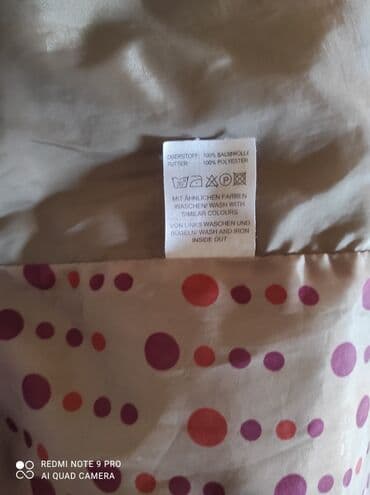 OBERSTOFF: 100% BAUMWOLLE
FUTTER: 100% POLYESTER
MIT ÄHNLICHEN FARBEN
WASCHEN/ WASH WITH
SIMILAR COLOURS
VON LINKS WASCHEN UND
BÜGELN/ WASH AND IRON
INSIDE OUT
REDMI NOTE 9 PRO
AI QUAD CAMERA